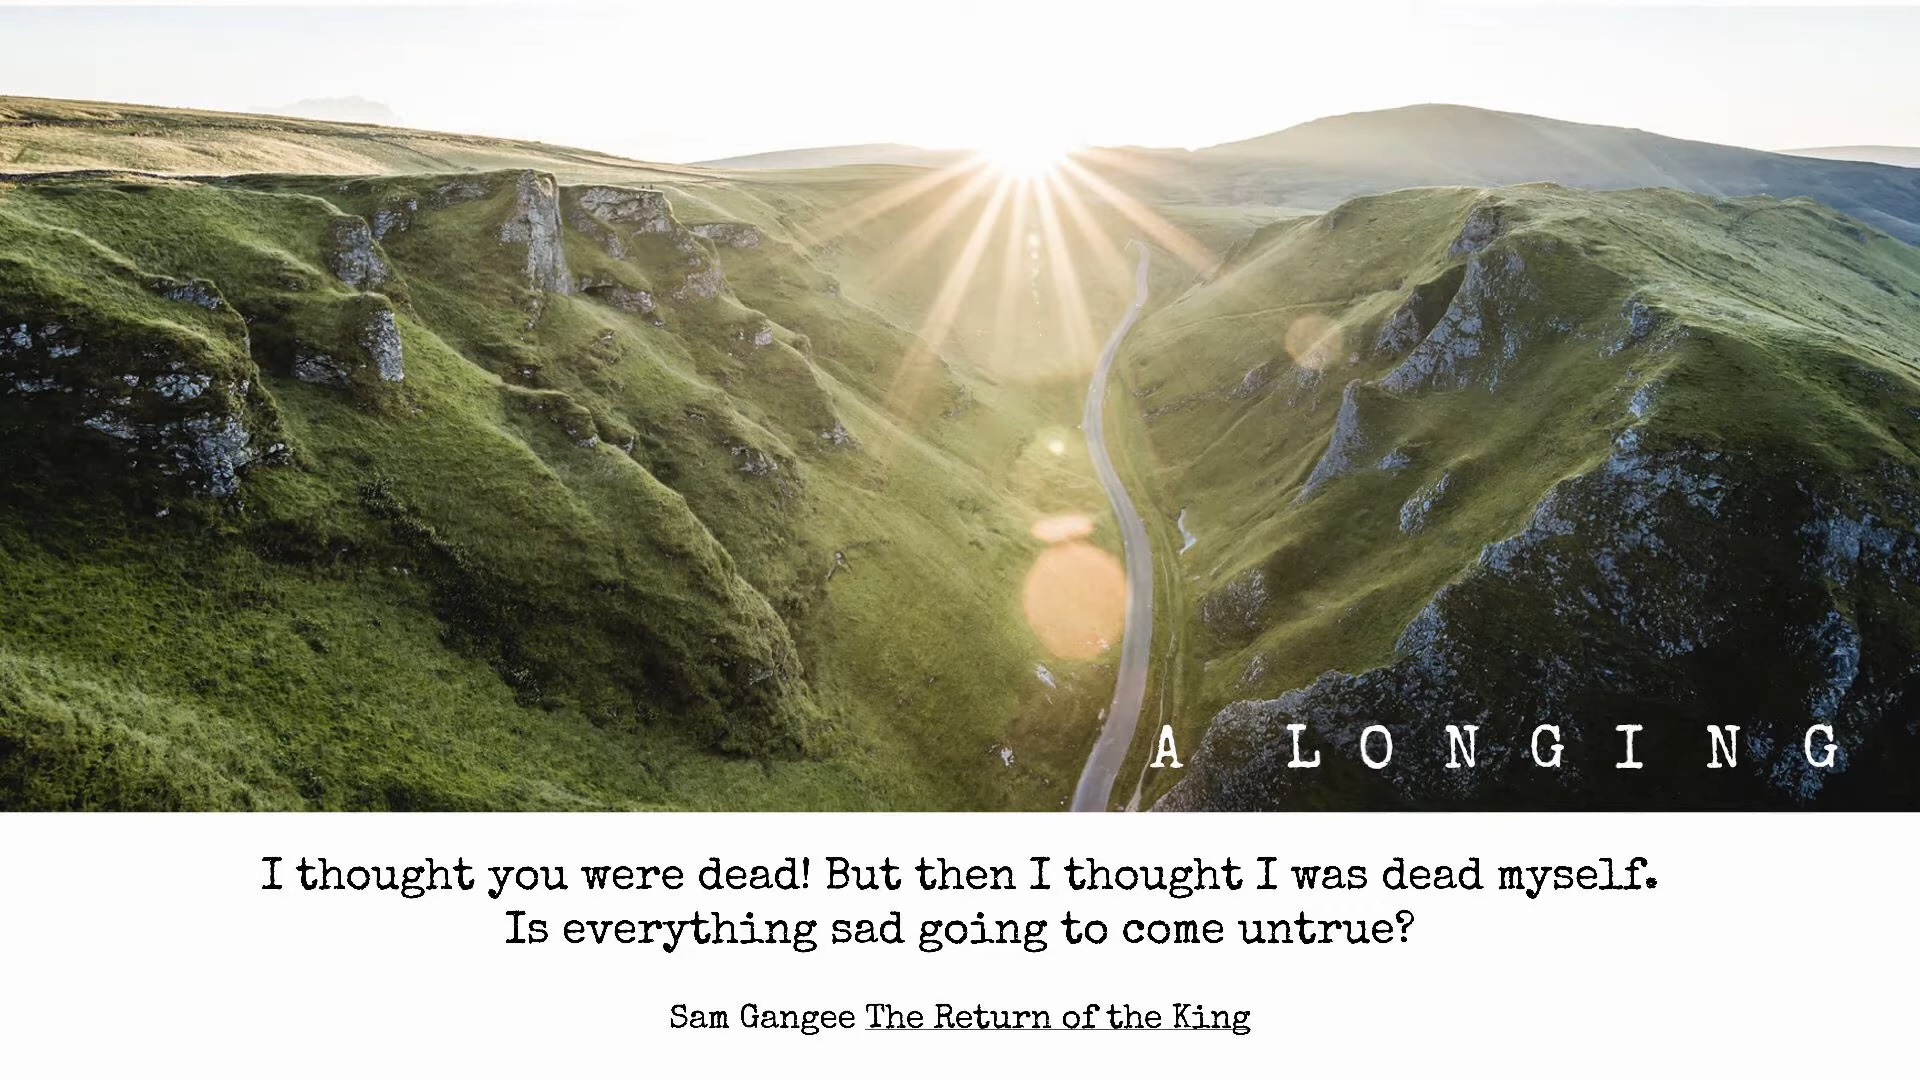 A LONGING
I thought you were dead! But then I thought I was dead myself.
Is everything sad going to come untrue?
Sam Gangee The Return of the King